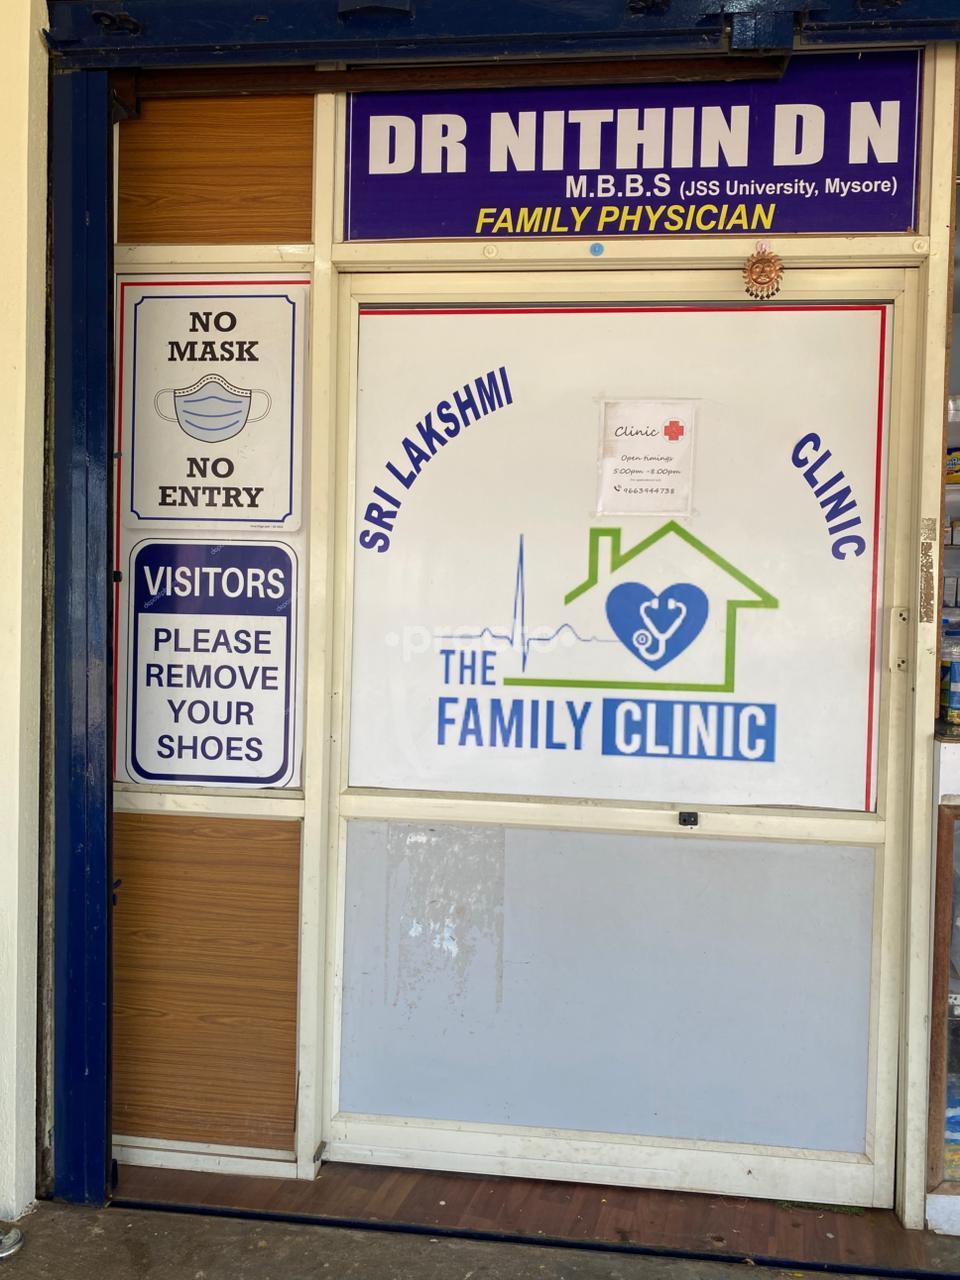 DR NITHIN D N
M.B.B.S (JSS University, Mysore)
FAMILY PHYSICIAN
NO
MASK
NO
ENTRY
VISITORS
PLEASE
REMOVE
YOUR
SHOES
SRI LAKSHMI
CLINIC
Clinic
Open timings
5:00pm -8:00pm
9663944738
•practo•
THE
FAMILY CLINIC